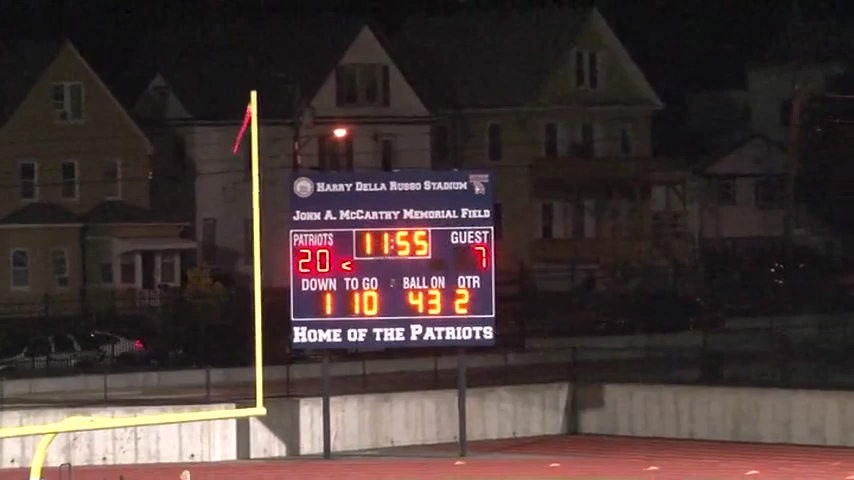 HARRY DELLA RUSSO STADIUM
JOHN A. MCCARTHY MEMORIAL FIELD
PATRIOTS 11:55 GUEST
20 < 7
DOWN TO GO BALL ON QTR
1 10 43 2
HOME OF THE PATRIOTS